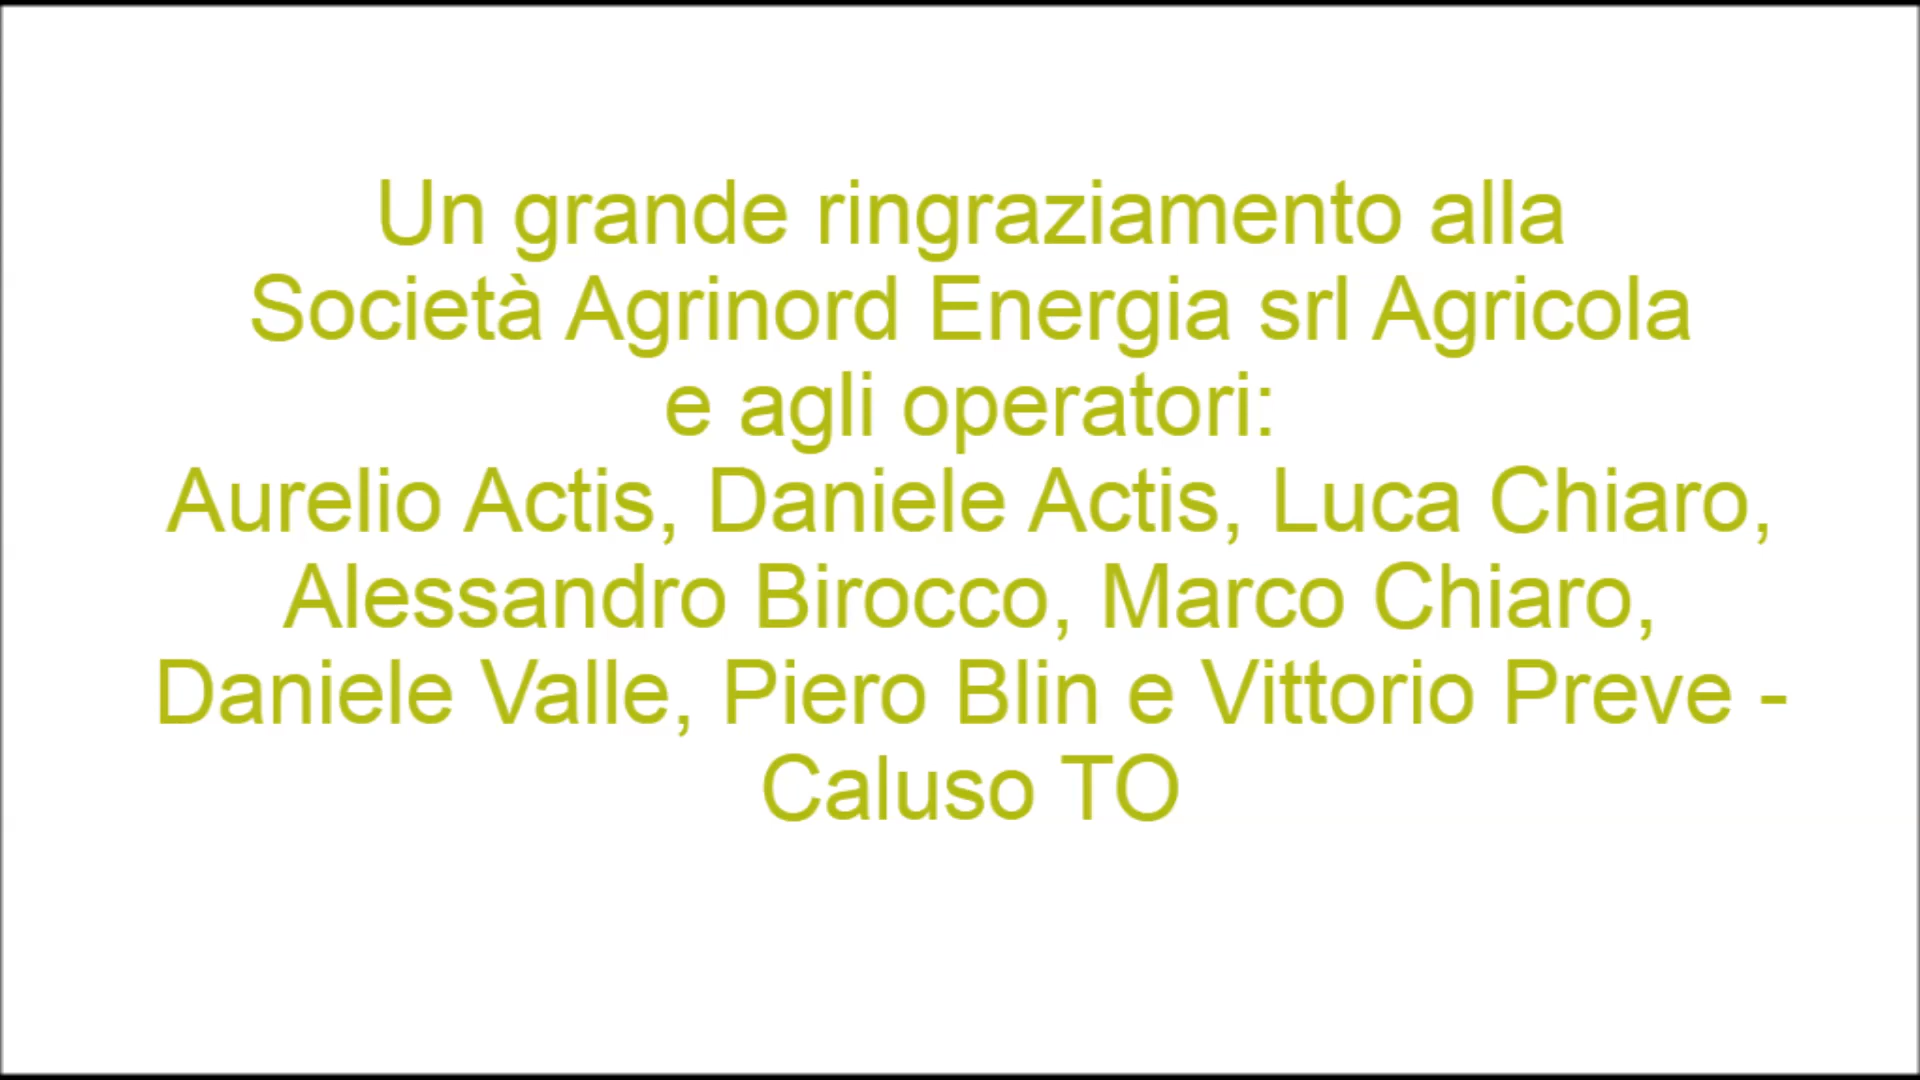 Un grande ringraziamento alla
Società Agrinord Energia srl Agricola
e agli operatori:
Aurelio Actis, Daniele Actis, Luca Chiaro,
Alessandro Birocco, Marco Chiaro,
Daniele Valle, Piero Blin e Vittorio Preve -
Caluso TO